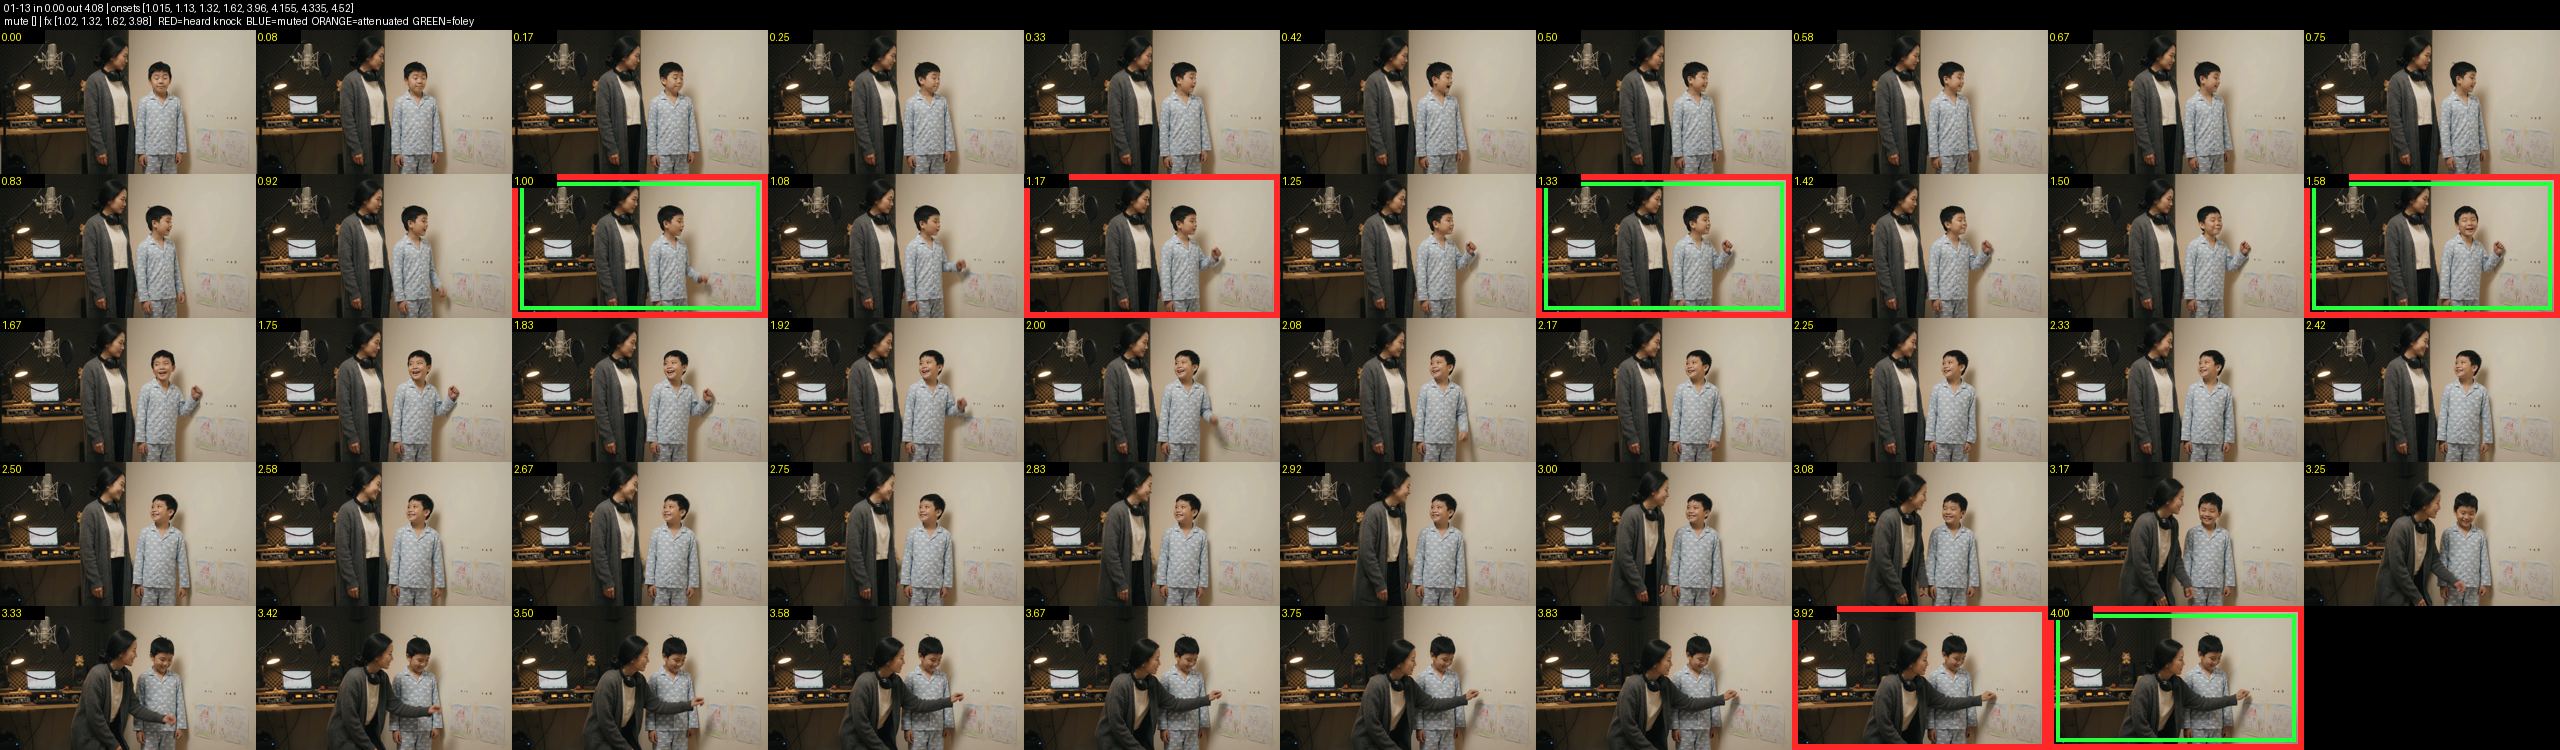 01-13 in 0.00 out 4.08 | onsets [1.015, 1.13, 1.32, 1.62, 3.96, 4.155, 4.335, 4.52]
mute [] | fx [1.02, 1.32, 1.62, 3.98] RED=heard knock BLUE=muted ORANGE=attenuated GREEN=foley
0.00 0.08 0.17 0.25 0.33 0.42 0.50 0.58 0.67 0.75
0.83 0.92 1.00 1.08 1.17 1.25 1.33 1.42 1.50 1.58
1.67 1.75 1.83 1.92 2.00 2.08 2.17 2.25 2.33 2.42
2.50 2.58 2.67 2.75 2.83 2.92 3.00 3.08 3.17 3.25
3.33 3.42 3.50 3.58 3.67 3.75 3.83 3.92 4.00